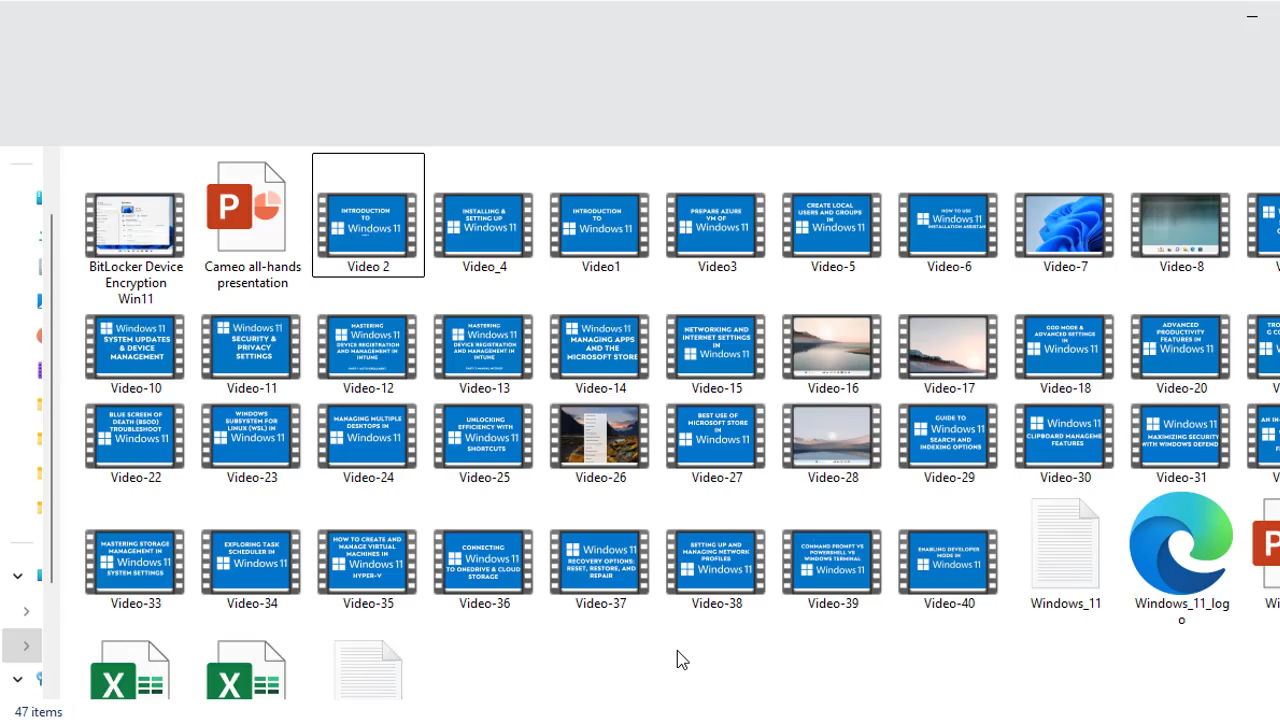 INTRODUCTION
TO
Windows 11
INSTALLING &
SETTING UP
Windows 11
INTRODUCTION
TO
Windows 11
PREPARE AZURE
VM OF
Windows 11
CREATE LOCAL
USERS AND GROUPS
IN
Windows 11
HOW TO USE
Windows 11
INSTALLATION ASSISTAN
P
BitLocker Device
Encryption
Win11
Cameo all-hands
presentation
Video 2
Video_4
Video1
Video3
Video-5
Video-6
Video-7
Video-8
Windows 11
SYSTEM UPDATES
& DEVICE
MANAGEMENT
Windows 11
SECURITY &
PRIVACY
SETTINGS
MASTERING
Windows 11
DEVICE REGISTRATION
AND MANAGEMENT IN
INTUNE
MASTERING
Windows 11
DEVICE REGISTRATION
AND MANAGEMENT IN
INTUNE
Windows 11
MANAGING APPS
AND THE
MICROSOFT STORE
NETWORKING AND
INTERNET SETTINGS
IN
Windows 11
GOD MODE &
ADVANCED SETTINGS
IN
Windows 11
ADVANCED
PRODUCTIVITY
FEATURES IN
Windows 11
Video-10
Video-11
Video-12
Video-13
Video-14
Video-15
Video-16
Video-17
Video-18
Video-20
BLUE SCREEN OF
DEATH (BSOD)
TROUBLESHOOT
Windows 11
WINDOWS
SUBSYSTEM FOR
LINUX (WSL) IN
Windows 11
MANAGING MULTIPLE
DESKTOPS IN
Windows 11
UNLOCKING
EFFICIENCY WITH
Windows 11
SHORTCUTS
BEST USE OF
MICROSOFT STORE
IN
Windows 11
GUIDE TO
Windows 11
SEARCH AND
INDEXING OPTIONS
Windows 11
CLIPBOARD MANAGEME
FEATURES
Windows 11
MAXIMIZING SECURITY
WITH WINDOWS DEFEND
Video-22
Video-23
Video-24
Video-25
Video-26
Video-27
Video-28
Video-29
Video-30
Video-31
MASTERING STORAGE
MANAGEMENT IN
Windows 11
SYSTEM SETTINGS
EXPLORING TASK
SCHEDULER IN
Windows 11
HOW TO CREATE AND
MANAGE VIRTUAL
MACHINES IN
Windows 11
HYPER-V
CONNECTING
Windows 11
TO ONEDRIVE & CLOUD
STORAGE
Windows 11
RECOVERY OPTIONS:
RESET, RESTORE, AND
REPAIR
SETTING UP AND
MANAGING NETWORK
PROFILES
Windows 11
COMMAND PROMPT VS
POWERSHELL VS
WINDOWS TERMINAL
Windows 11
ENABLING DEVELOPER
MODE IN
Windows 11
P
Video-33
Video-34
Video-35
Video-36
Video-37
Video-38
Video-39
Video-40
Windows_11
Windows_11_log
o
Wi
X
X
47 items